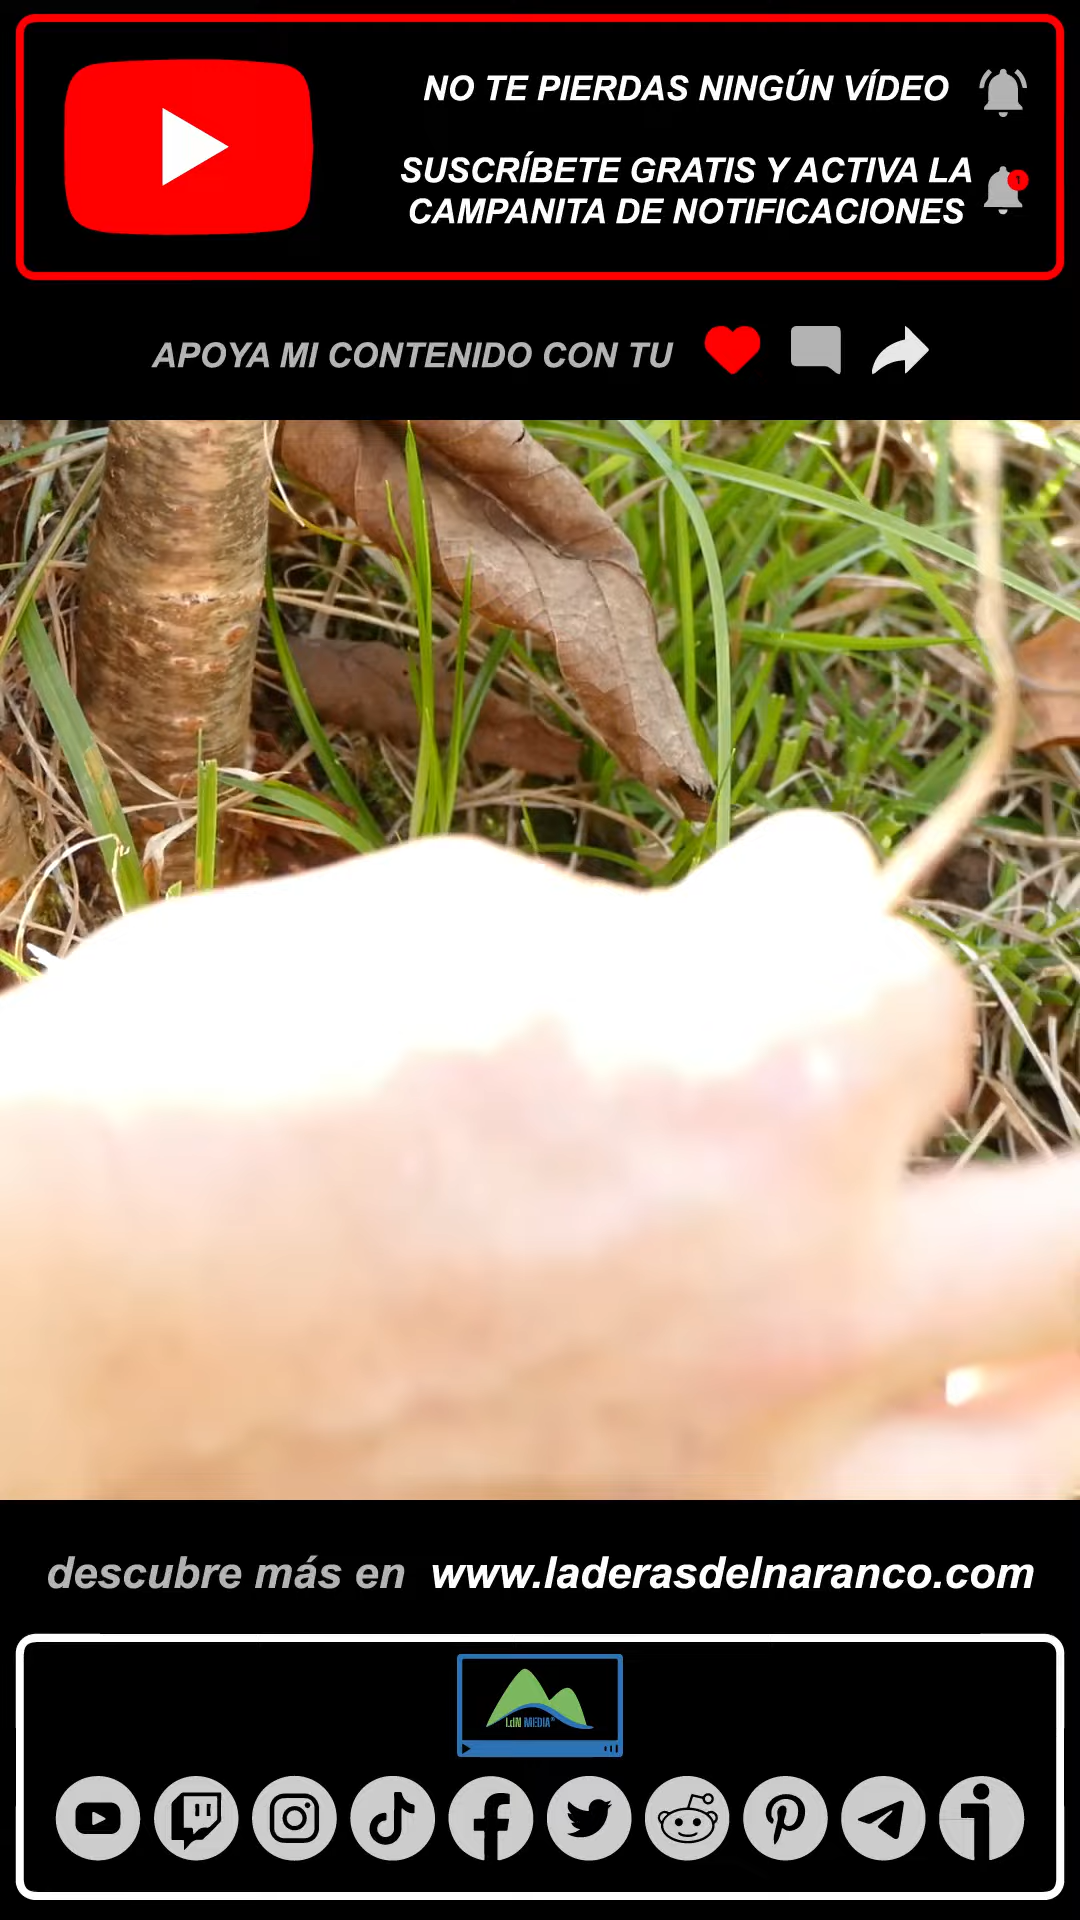 NO TE PIERDAS NINGÚN VÍDEO
SUSCRÍBETE GRATIS Y ACTIVA LA
CAMPANITA DE NOTIFICACIONES
APOYA MI CONTENIDO CON TU
descubre más en www.laderasdelnaranco.com
LdN MEDIA